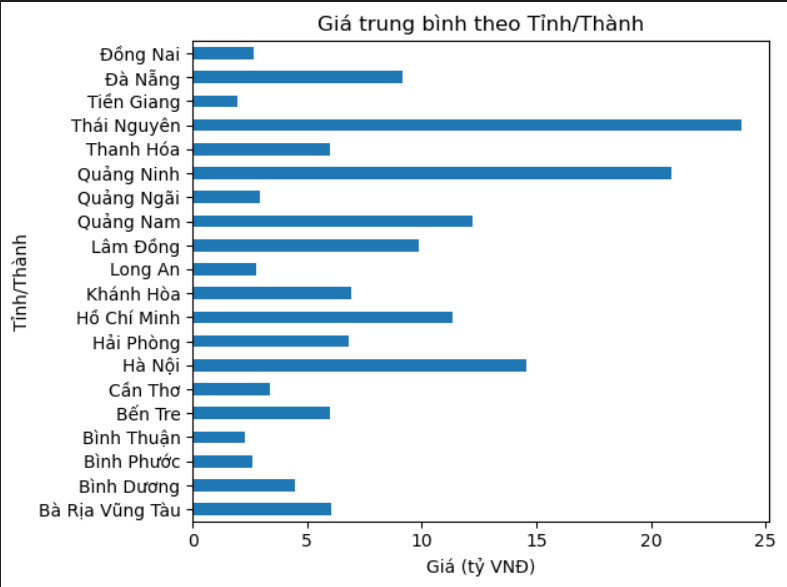 Giá trung bình theo Tỉnh/Thành
Đồng Nai
Đà Nẵng
Tiền Giang
Thái Nguyên
Thanh Hóa
Quảng Ninh
Quảng Ngãi
Quảng Nam
Lâm Đồng
Long An
Khánh Hòa
Hồ Chí Minh
Hải Phòng
Hà Nội
Cần Thơ
Bến Tre
Bình Thuận
Bình Phước
Bình Dương
Bà Rịa Vũng Tàu
Tỉnh/Thành
0 5 10 15 20 25
Giá (tỷ VNĐ)